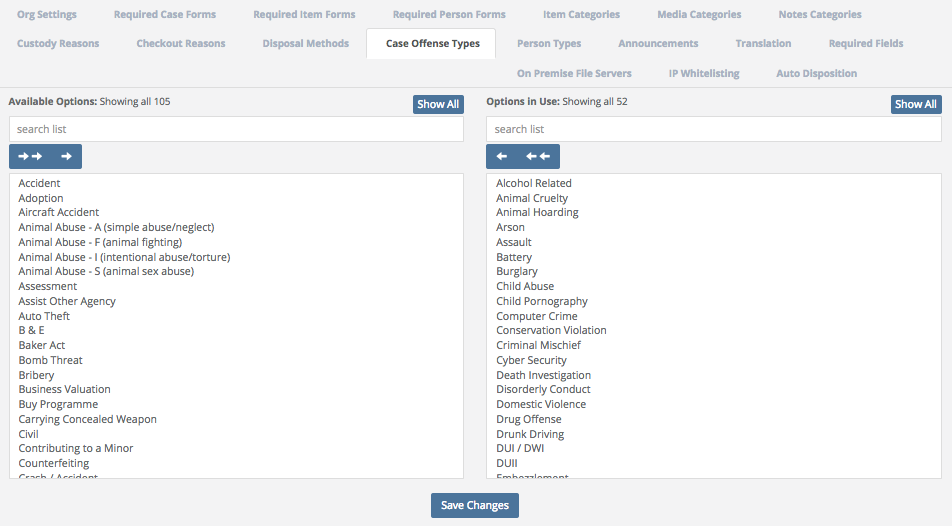 Org Settings Required Case Forms Required Item Forms Required Person Forms Item Categories Media Categories Notes Categories
Custody Reasons Checkout Reasons Disposal Methods Case Offense Types Person Types Announcements Translation Required Fields
On Premise File Servers IP Whitelisting Auto Disposition
Available Options: Showing all 105 Show All
search list
Accident
Adoption
Aircraft Accident
Animal Abuse - A (simple abuse/neglect)
Animal Abuse - F (animal fighting)
Animal Abuse - I (intentional abuse/torture)
Animal Abuse - S (animal sex abuse)
Assessment
Assist Other Agency
Auto Theft
B & E
Baker Act
Bomb Threat
Bribery
Business Valuation
Buy Programme
Carrying Concealed Weapon
Civil
Contributing to a Minor
Counterfeiting
Crash / Accident
Options in Use: Showing all 52 Show All
search list
Alcohol Related
Animal Cruelty
Animal Hoarding
Arson
Assault
Battery
Burglary
Child Abuse
Child Pornography
Computer Crime
Conservation Violation
Criminal Mischief
Cyber Security
Death Investigation
Disorderly Conduct
Domestic Violence
Drug Offense
Drunk Driving
DUI / DWI
DUII
Embezzlement
Save Changes